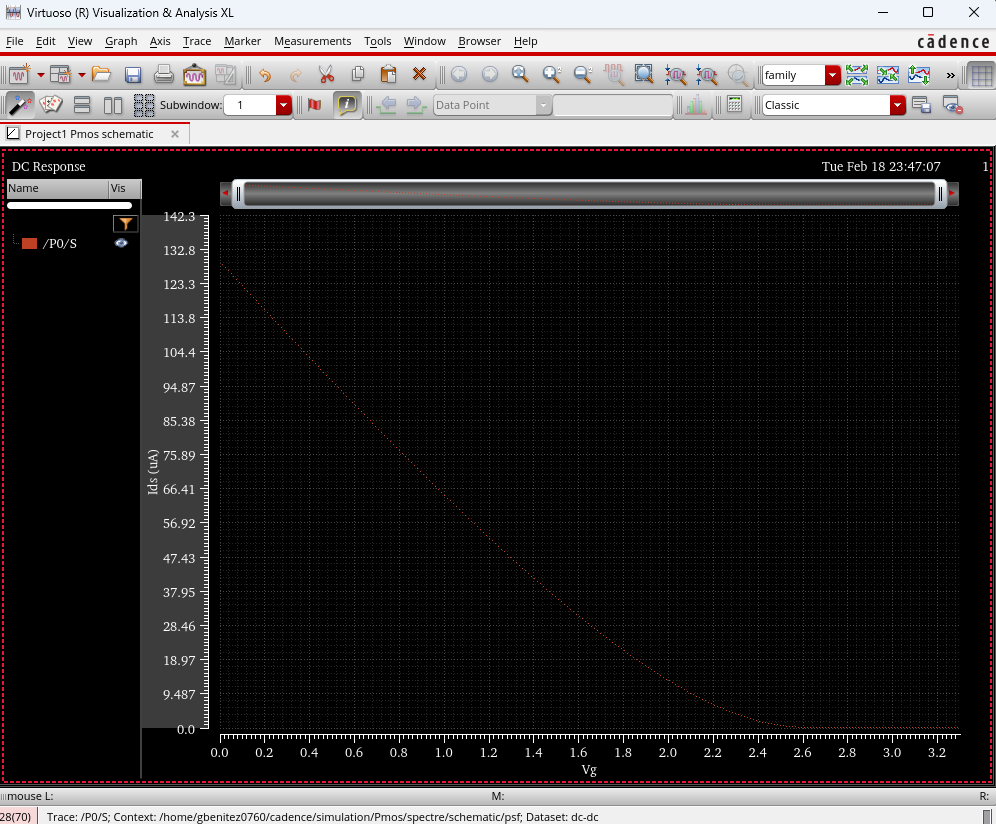 Virtuoso (R) Visualization & Analysis XL
File Edit View Graph Axis Trace Marker Measurements Tools Window Browser Help
cādence
family
»
Subwindow: 1
Data Point
Classic
Project1 Pmos schematic
DC Response
Tue Feb 18 23:47:07
1
Name Vis
/P0/S
142.3
132.8
123.3
113.8
104.4
94.87
85.38
75.89
66.41
56.92
47.43
37.95
28.46
18.97
9.487
0.0
Ids (uA)
0.0 0.2 0.4 0.6 0.8 1.0 1.2 1.4 1.6 1.8 2.0 2.2 2.4 2.6 2.8 3.0 3.2
Vg
mouse L: M: R:
28(70) Trace: /P0/S; Context: /home/gbenitez0760/cadence/simulation/Pmos/spectre/schematic/psf; Dataset: dc-dc